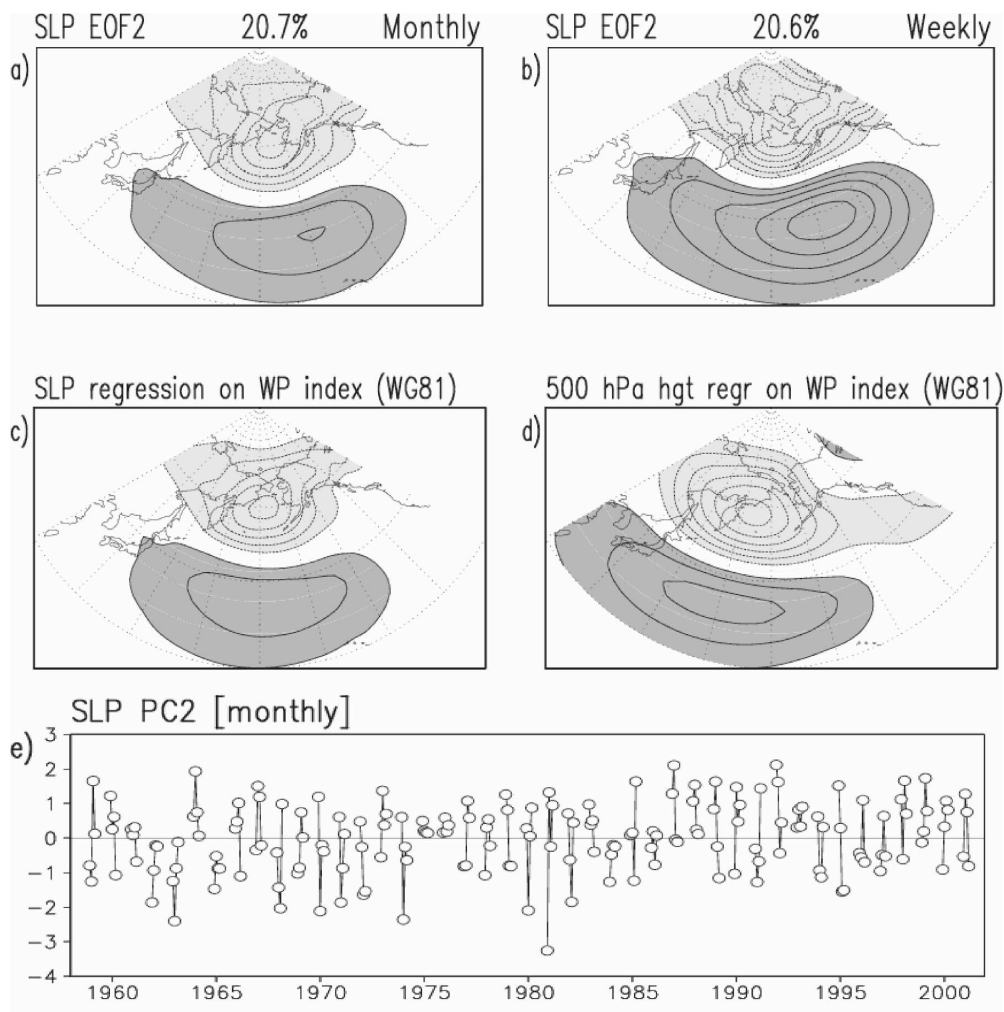 SLP EOF2 20.7% Monthly
SLP EOF2 20.6% Weekly
a)
b)
SLP regression on WP index (WG81)
500 hPa hgt regr on WP index (WG81)
c)
d)
SLP PC2 [monthly]
e)
3
2
1
0
−1
−2
−3
−4
1960 1965 1970 1975 1980 1985 1990 1995 2000